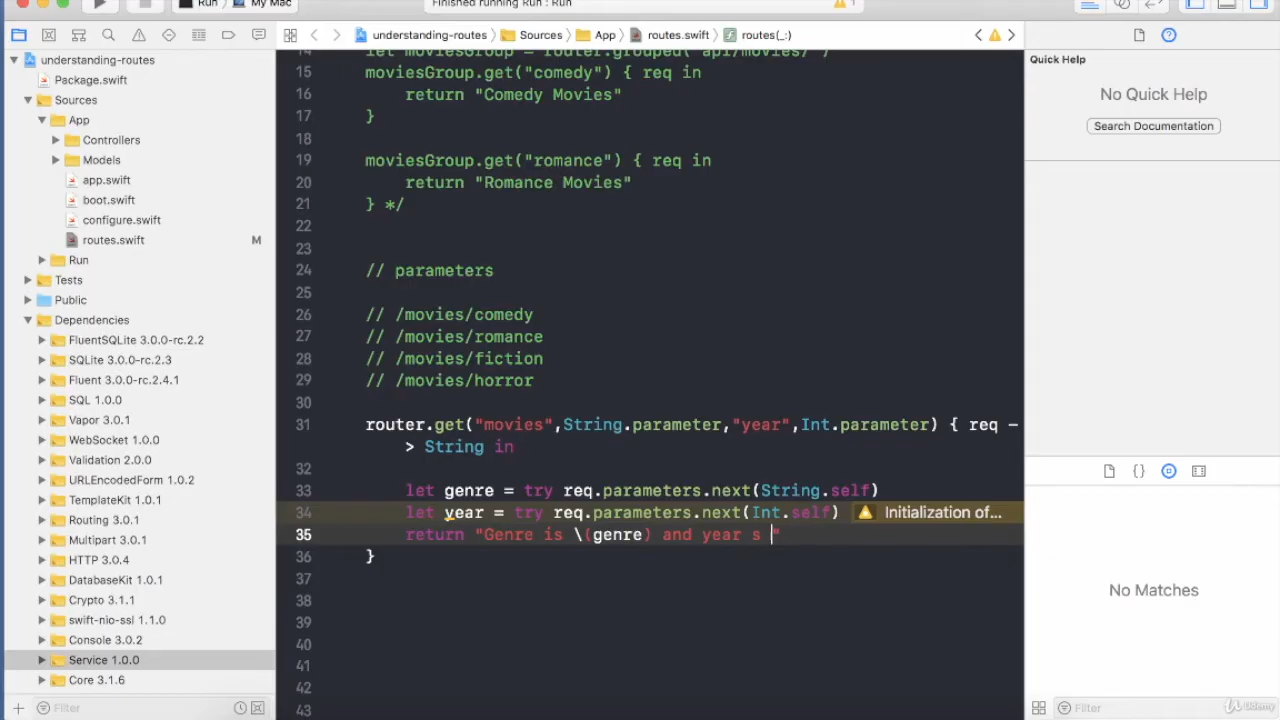 Run
My Mac
Finished running Run : Run
1
understanding-routes
Sources
App
routes.swift
routes(_:)
understanding-routes
Package.swift
Sources
App
Controllers
Models
app.swift
boot.swift
configure.swift
routes.swift M
Run
Tests
Public
Dependencies
FluentSQLite 3.0.0-rc.2.2
SQLite 3.0.0-rc.2.3
Fluent 3.0.0-rc.2.4.1
SQL 1.0.0
Vapor 3.0.1
WebSocket 1.0.0
Validation 2.0.0
URLEncodedForm 1.0.2
TemplateKit 1.0.1
Routing 3.0.1
Multipart 3.0.1
HTTP 3.0.4
DatabaseKit 1.0.1
Crypto 3.1.1
swift-nio-ssl 1.1.0
Console 3.0.2
Service 1.0.0
Core 3.1.6
Filter
14 let moviesGroup = router.grouped("api/movies/")
15 moviesGroup.get("comedy") { req in
16 return "Comedy Movies"
17 }
18
19 moviesGroup.get("romance") { req in
20 return "Romance Movies"
21 } */
22
23
24 // parameters
25
26 // /movies/comedy
27 // /movies/romance
28 // /movies/fiction
29 // /movies/horror
30
31 router.get("movies",String.parameter,"year",Int.parameter) { req -
> String in
32
33 let genre = try req.parameters.next(String.self)
34 let year = try req.parameters.next(Int.self) Initialization of...
35 return "Genre is \(genre) and year s "
36 }
37
38
39
40
41
42
43
Quick Help
No Quick Help
Search Documentation
{ }
No Matches
Filter
Udemy